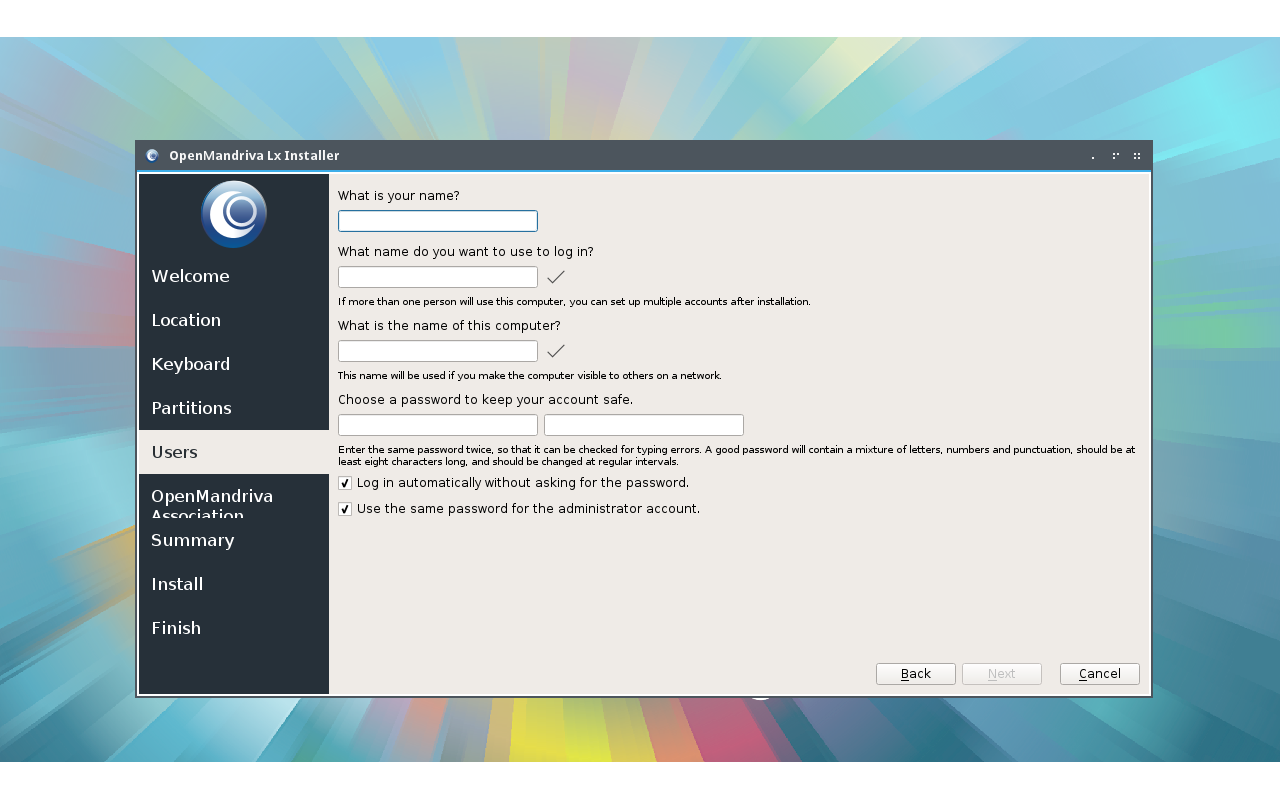 OpenMandriva Lx Installer
Welcome
Location
Keyboard
Partitions
Users
OpenMandriva
Association
Summary
Install
Finish
What is your name?
What name do you want to use to log in?
If more than one person will use this computer, you can set up multiple accounts after installation.
What is the name of this computer?
This name will be used if you make the computer visible to others on a network.
Choose a password to keep your account safe.
Enter the same password twice, so that it can be checked for typing errors. A good password will contain a mixture of letters, numbers and punctuation, should be at
least eight characters long, and should be changed at regular intervals.
Log in automatically without asking for the password.
Use the same password for the administrator account.
Back
Next
Cancel